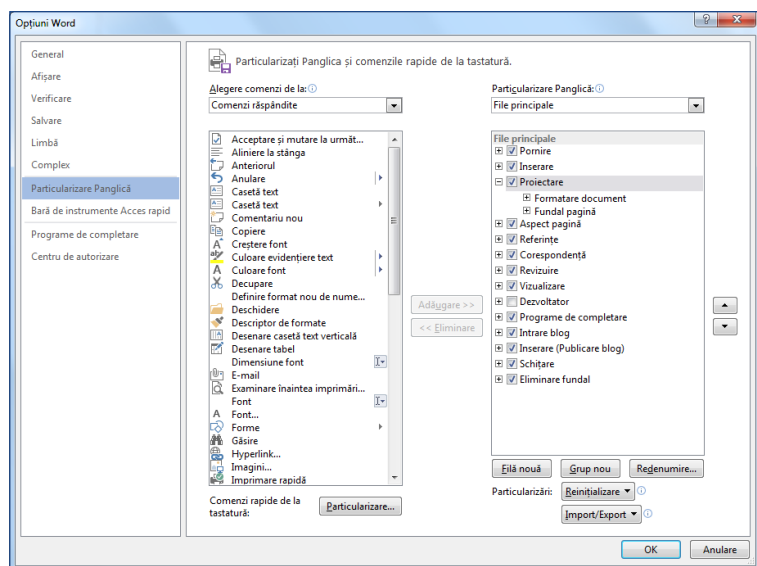 Opțiuni Word
General
Afișare
Verificare
Salvare
Limbă
Complex
Particularizare Panglică
Bară de instrumente Acces rapid
Programe de completare
Centru de autorizare
Particularizați Panglica și comenzile rapide de la tastatură.
Alegere comenzi de la:
Comenzi răspândite
Acceptare și mutare la următ...
Aliniere la stânga
Anteriorul
Anulare
Casetă text
Casetă text
Comentariu nou
Copiere
Creștere font
Culoare evidențiere text
Culoare font
Decupare
Definire format nou de nume...
Deschidere
Descriptor de formate
Desenare casetă text verticală
Desenare tabel
Dimensiune font
E-mail
Examinare înaintea imprimări...
Font
Font...
Forme
Găsire
Hyperlink...
Imagini...
Imprimare rapidă
Comenzi rapide de la tastatură:
Particularizare...
Adăugare >>
<< Eliminare
Particularizare Panglică:
File principale
File principale
Pornire
Inserare
Proiectare
Formatare document
Fundal pagină
Aspect pagină
Referințe
Corespondență
Revizuire
Vizualizare
Dezvoltator
Programe de completare
Intrare blog
Inserare (Publicare blog)
Schițare
Eliminare fundal
Filă nouă
Grup nou
Redenumire...
Particularizări:
Reinițializare
Import/Export
OK
Anulare